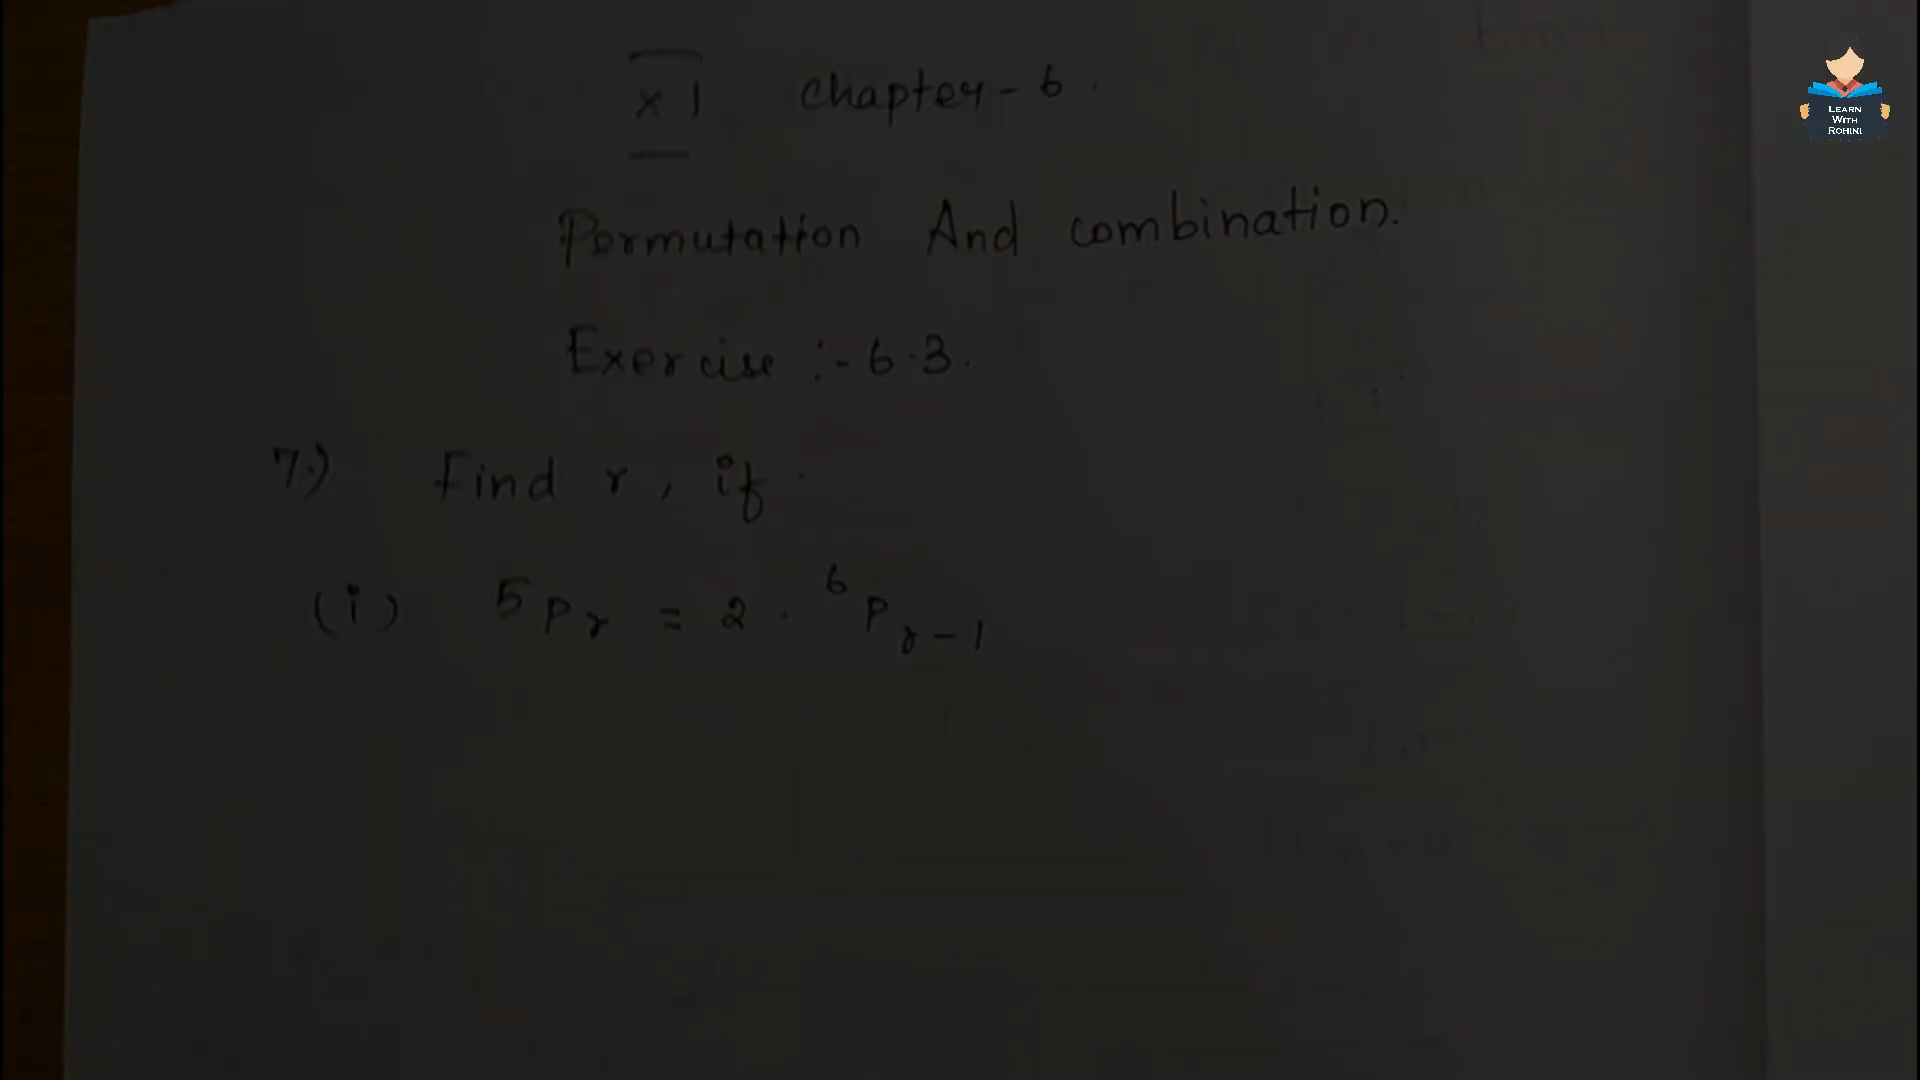 XI Chapter - 6.
Permutation And combination.
Exercise :- 6.3.
7.) Find r, if
(i) ⁵Pᵣ = 2 . ⁶Pᵣ₋₁
LEARN
WITH
ROHINI